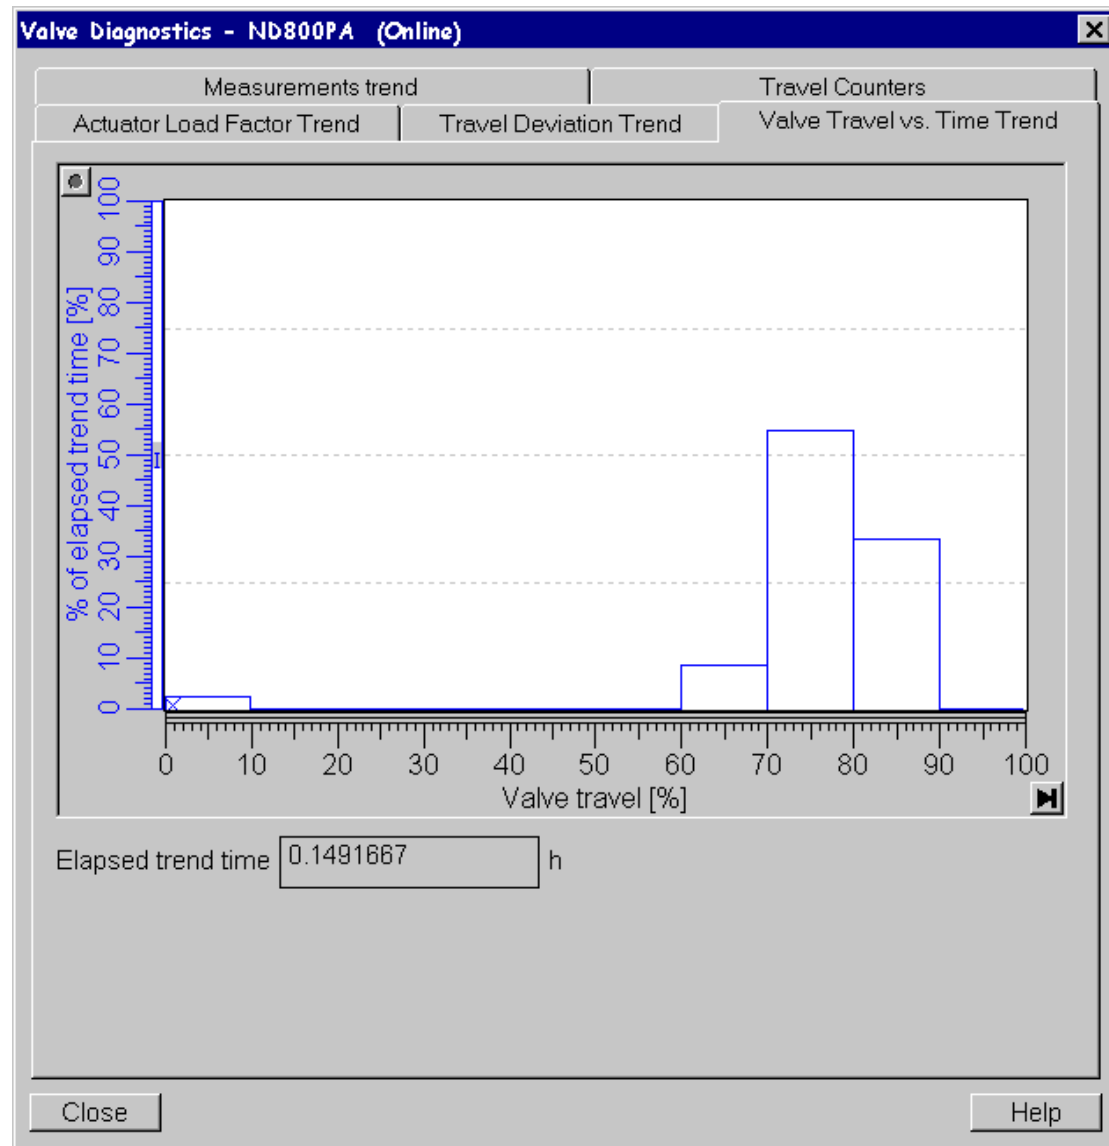 Valve Diagnostics - ND800PA (Online)
Measurements trend
Travel Counters
Actuator Load Factor Trend
Travel Deviation Trend
Valve Travel vs. Time Trend
% of elapsed trend time [%]
100
90
80
70
60
50
40
30
20
10
0
0 10 20 30 40 50 60 70 80 90 100
Valve travel [%]
Elapsed trend time 0.1491667 h
Close
Help